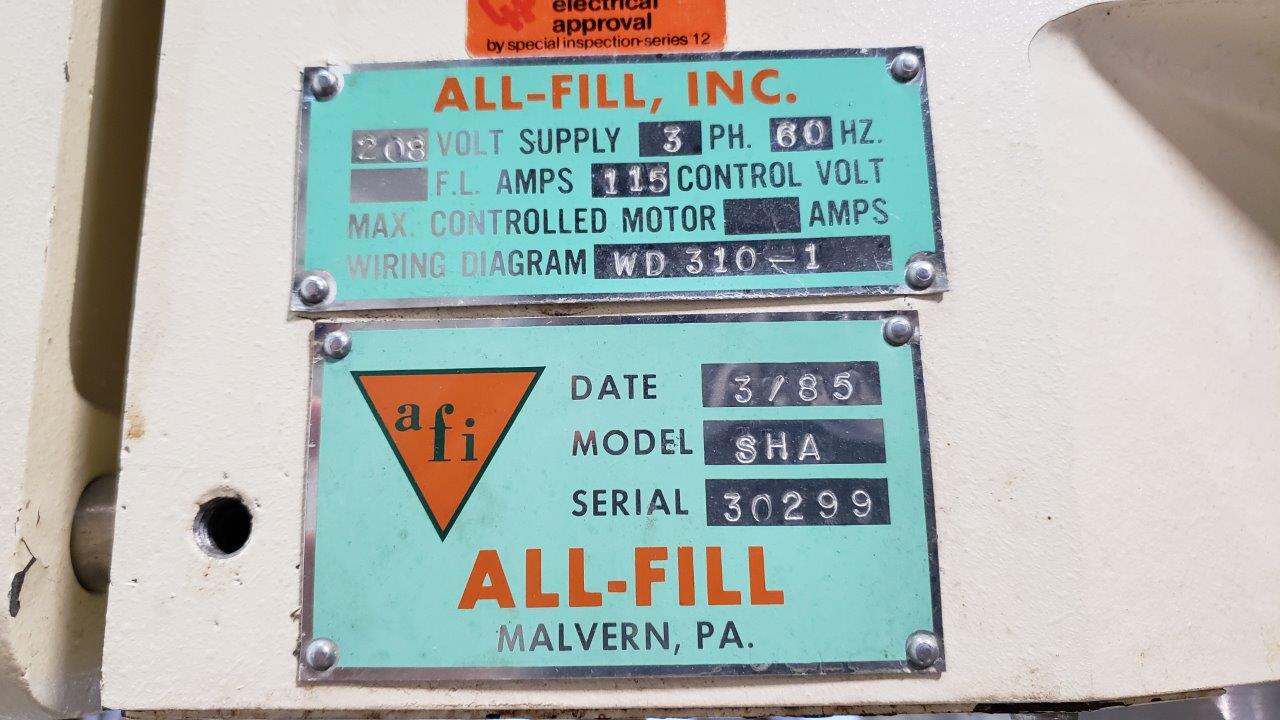 electrical
approval
by special inspection-series 12
ALL-FILL, INC.
208 VOLT SUPPLY 3 PH. 60 HZ.
F.L. AMPS 115 CONTROL VOLT
MAX. CONTROLLED MOTOR AMPS
WIRING DIAGRAM WD 310-1
afi
DATE 3/85
MODEL SHA
SERIAL 30299
ALL-FILL
MALVERN, PA.